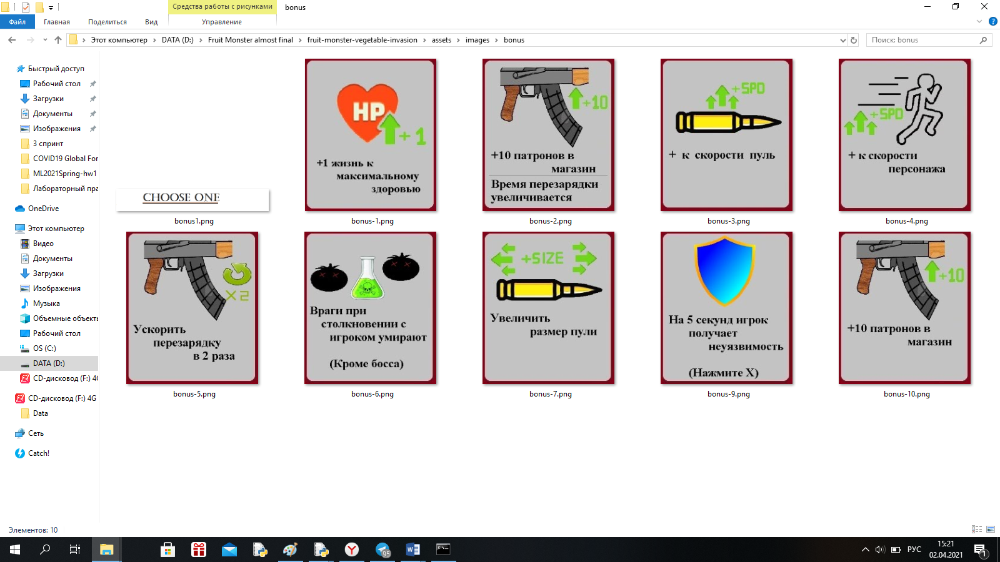 Средства работы с рисунками
bonus
Файл
Главная
Поделиться
Вид
Управление
Этот компьютер
DATA (D:)
Fruit Monster almost final
fruit-monster-vegetable-invasion
assets
images
bonus
Поиск: bonus
Быстрый доступ
Рабочий стол
Загрузки
Документы
Изображения
3 спринт
COVID19 Global For
ML2021Spring-hw1
Лабораторный пра
OneDrive
Этот компьютер
Видео
Документы
Загрузки
Изображения
Музыка
Объемные объекты
Рабочий стол
OS (C:)
DATA (D:)
CD-дисковод (F:) 4G
CD-дисковод (F:) 4G
Data
Сеть
Catch!
CHOOSE ONE
bonus1.png
HP
+ 1
+1 жизнь к
максимальному
здоровью
bonus-1.png
+10
+10 патронов в
магазин
Время перезарядки
увеличивается
bonus-2.png
+SPD
+ к скорости пуль
bonus-3.png
+SPD
+ к скорости
персонажа
bonus-4.png
X2
Ускорить
перезарядку
в 2 раза
bonus-5.png
Враги при
столкновении с
игроком умирают
(Кроме босса)
bonus-6.png
+SIZE
Увеличить
размер пули
bonus-7.png
На 5 секунд игрок
получает
неуязвимость
(Нажмите X)
bonus-9.png
+10
+10 патронов в
магазин
bonus-10.png
Элементов: 10
95
РУС
15:21
02.04.2021
1